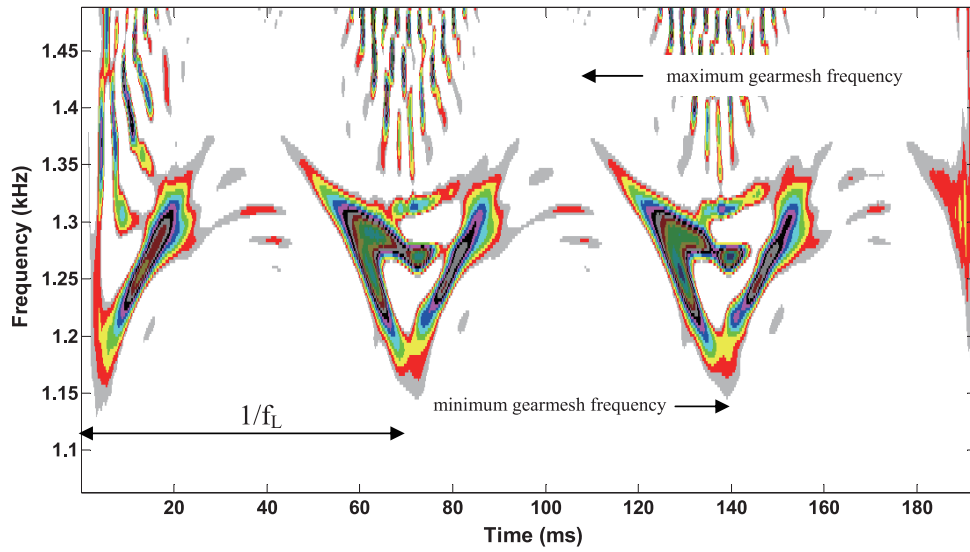 1.45
maximum gearmesh frequency
1.4
1.35
1.3
1.25
1.2
1.15
1.1
Frequency (kHz)
minimum gearmesh frequency
1/fL
20 40 60 80 100 120 140 160 180
Time (ms)